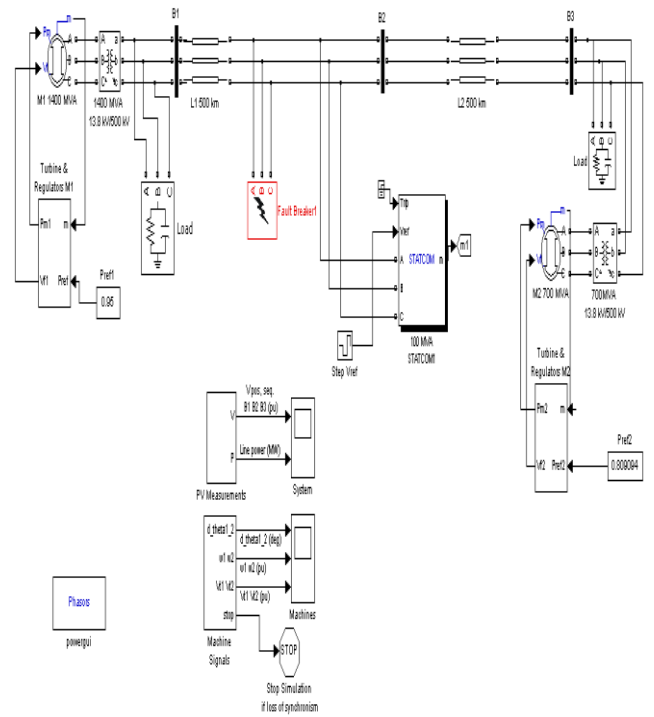 B1
B2
B3
Pm
m
A
A
a
Vf
B
B
b
C
C
c
M1 1400 MVA
1400 MVA
13.8 kV/500 kV
L1 500 km
L2 500 km
Turbine &
Regulators M1
Pm1
m
Vf1
Pref
Pref1
0.95
A
B
C
Load
A
B
C
Fault Breaker1
Trip
Vref
STATCOM
m
A
B
C
m1
100 MVA
STATCOM1
Step Vref
A
B
C
Load
Pm
m
A
A
a
B
B
b
C
C
c
M2 700 MVA
700MVA
13.8 kV/500 kV
Turbine &
Regulators M2
Pm2
m
Vf2
Pref2
Pref2
0.809094
Vpos. seq.
B1 B2 B3 (pu)
V
Line power (MW)
P
PV Measurements
System
d_theta1_2
d_theta1_2 (deg)
w1 w2
w1 w2 (pu)
Vt1 Vt2
Vt1 Vt2 (pu)
stop
Machine
Signals
Machines
STOP
Stop Simulation
if loss of synchronism
Phasors
powergui